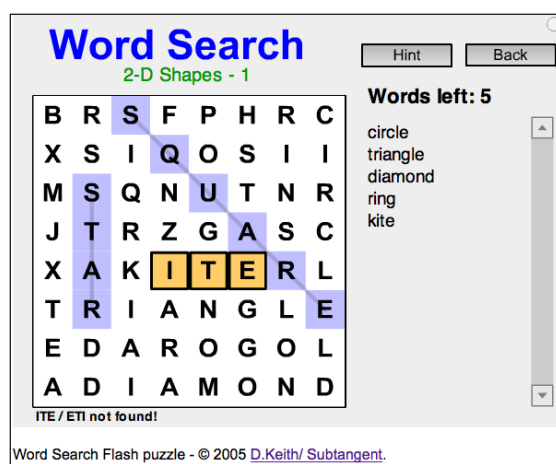 Word Search
2-D Shapes - 1
Hint Back
Words left: 5
circle
triangle
diamond
ring
kite
B R S F P H R C
X S I Q O S I I
M S Q N U T N R
J T R Z G A S C
X A K I T E R L
T R I A N G L E
E D A R O G O L
A D I A M O N D
ITE / ETI not found!
Word Search Flash puzzle - © 2005 D.Keith/ Subtangent.